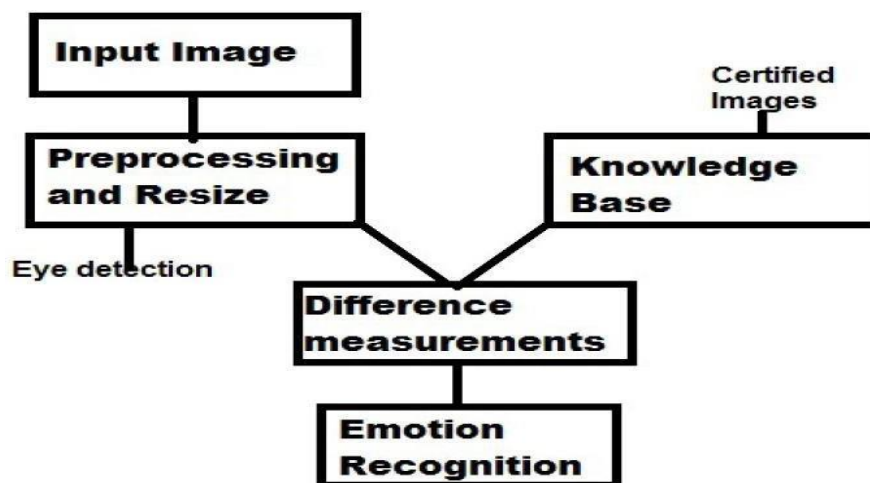 Input Image
Certified
Images
Preprocessing
and Resize
Knowledge
Base
Eye detection
Difference
measurements
Emotion
Recognition